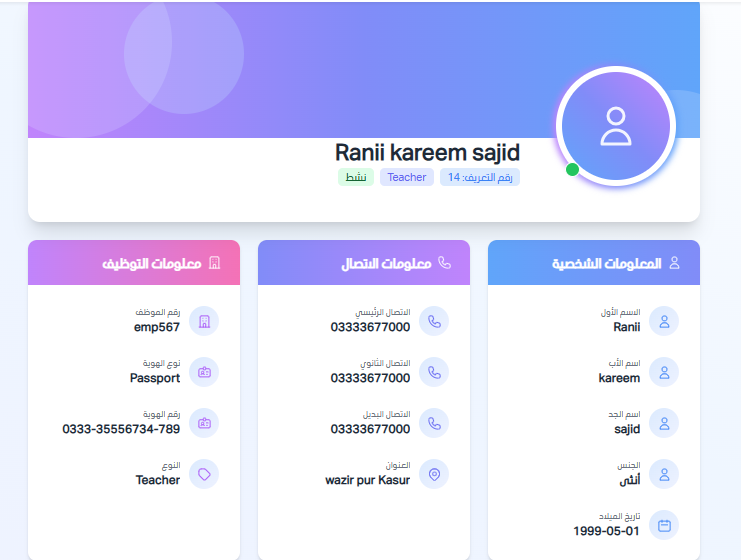 Ranii kareem sajid
رقم التعريف: 14 Teacher نشط
المعلومات الشخصية
الاسم الأول
Ranii
اسم الأب
kareem
اسم الجد
sajid
الجنس
أنثى
تاريخ الميلاد
1999-05-01
معلومات الاتصال
الاتصال الرئيسي
03333677000
الاتصال الثانوي
03333677000
الاتصال البديل
03333677000
العنوان
wazir pur Kasur
معلومات التوظيف
رقم الموظف
emp567
نوع الهوية
Passport
رقم الهوية
0333-35556734-789
النوع
Teacher